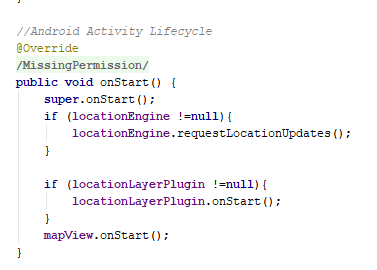 //Android Activity Lifecycle
@Override
/MissingPermission/
public void onStart() {
    super.onStart();
    if (locationEngine !=null){
        locationEngine.requestLocationUpdates();
    }

    if (locationLayerPlugin !=null){
        locationLayerPlugin.onStart();
    }
    mapView.onStart();
}